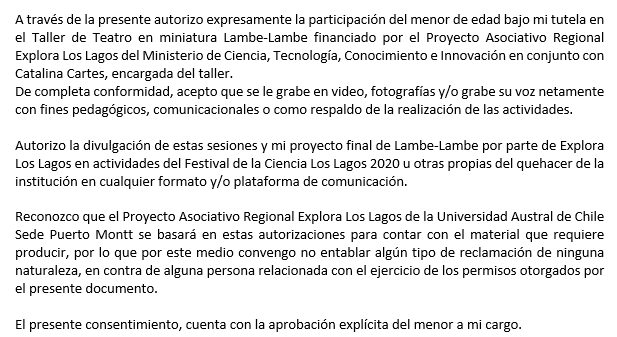 A través de la presente autorizo expresamente la participación del menor de edad bajo mi tutela en
el Taller de Teatro en miniatura Lambe-Lambe financiado por el Proyecto Asociativo Regional
Explora Los Lagos del Ministerio de Ciencia, Tecnología, Conocimiento e Innovación en conjunto con
Catalina Cartes, encargada del taller.
De completa conformidad, acepto que se le grabe en video, fotografías y/o grabe su voz netamente
con fines pedagógicos, comunicacionales o como respaldo de la realización de las actividades.
Autorizo la divulgación de estas sesiones y mi proyecto final de Lambe-Lambe por parte de Explora
Los Lagos en actividades del Festival de la Ciencia Los Lagos 2020 u otras propias del quehacer de la
institución en cualquier formato y/o plataforma de comunicación.
Reconozco que el Proyecto Asociativo Regional Explora Los Lagos de la Universidad Austral de Chile
Sede Puerto Montt se basará en estas autorizaciones para contar con el material que requiere
producir, por lo que por este medio convengo no entablar algún tipo de reclamación de ninguna
naturaleza, en contra de alguna persona relacionada con el ejercicio de los permisos otorgados por
el presente documento.
El presente consentimiento, cuenta con la aprobación explícita del menor a mi cargo.